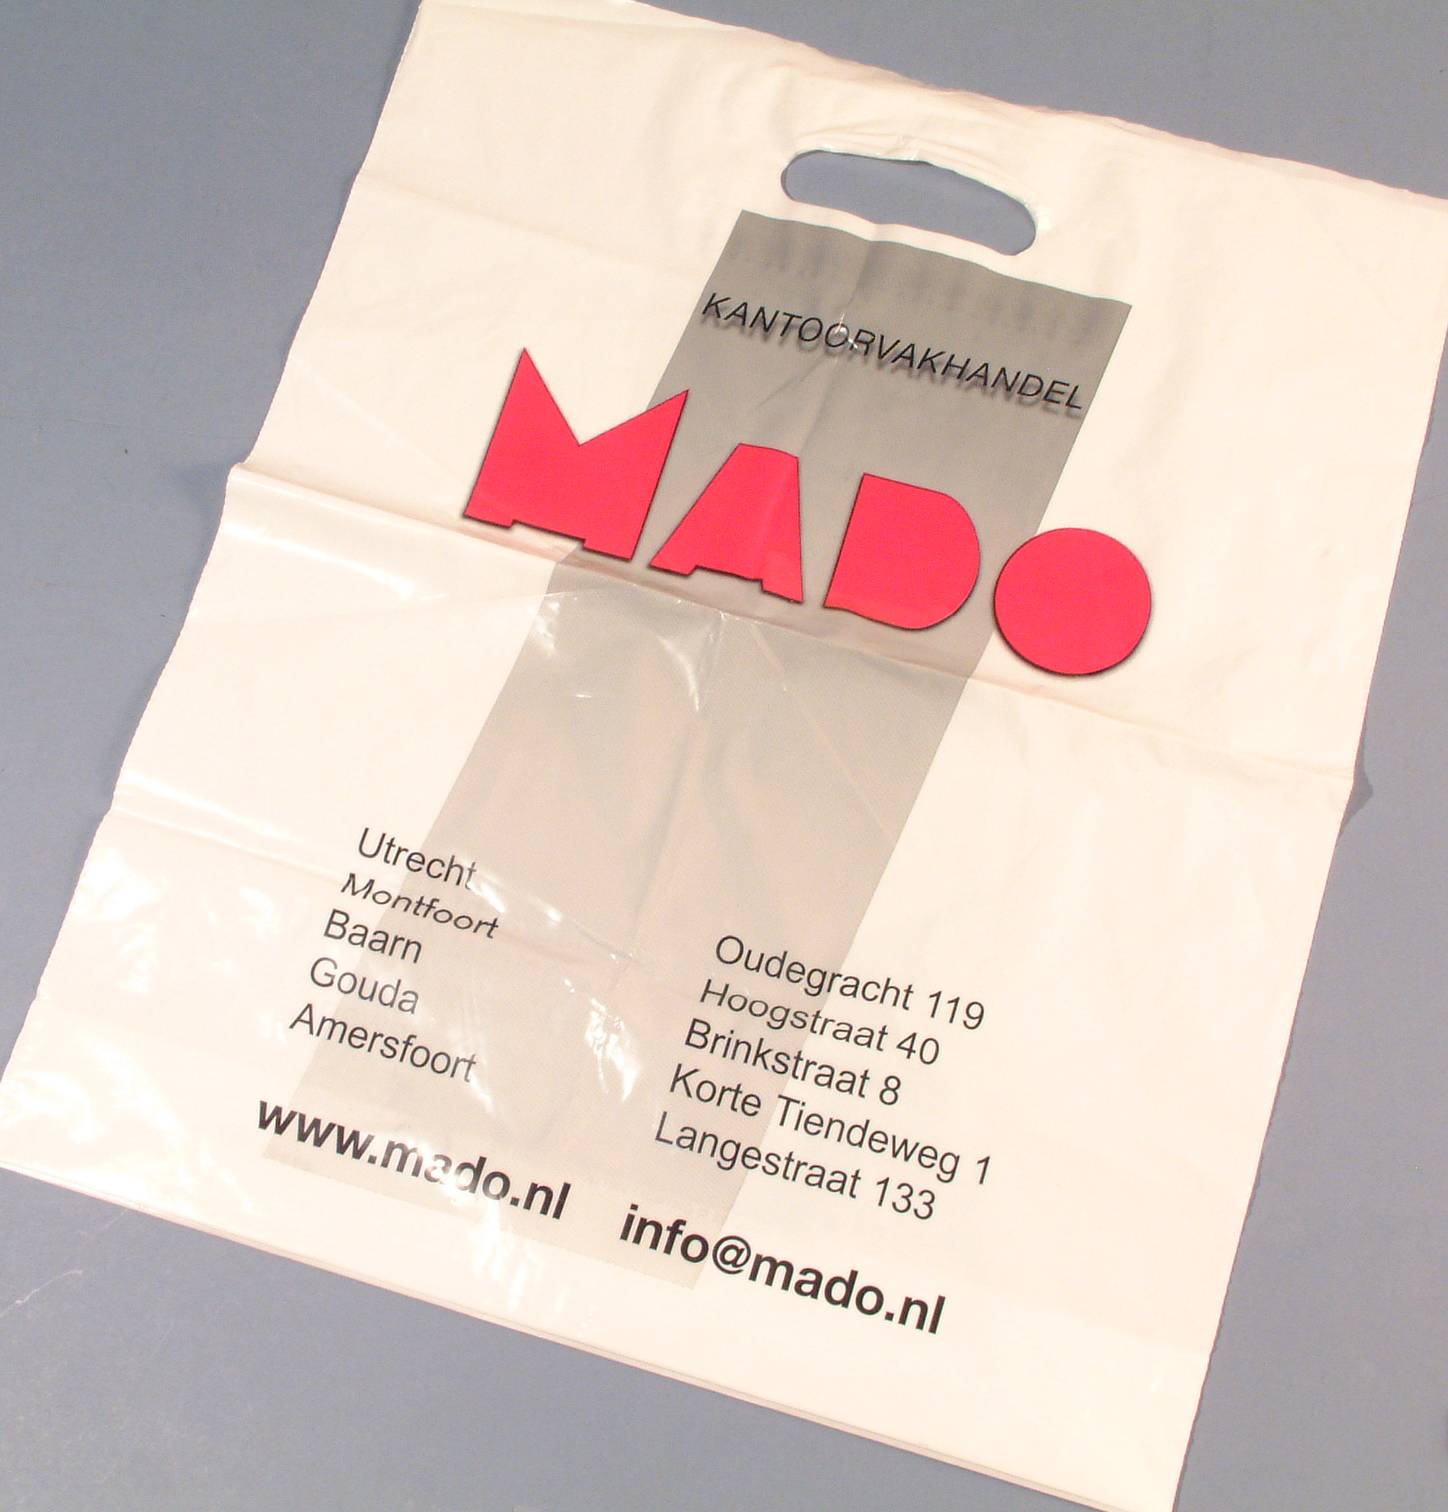 KANTOORVAKHANDEL
MADO
Utrecht Oudegracht 119
Montfoort Hoogstraat 40
Baarn Brinkstraat 8
Gouda Korte Tiendeweg 1
Amersfoort Langestraat 133
www.mado.nl info@mado.nl